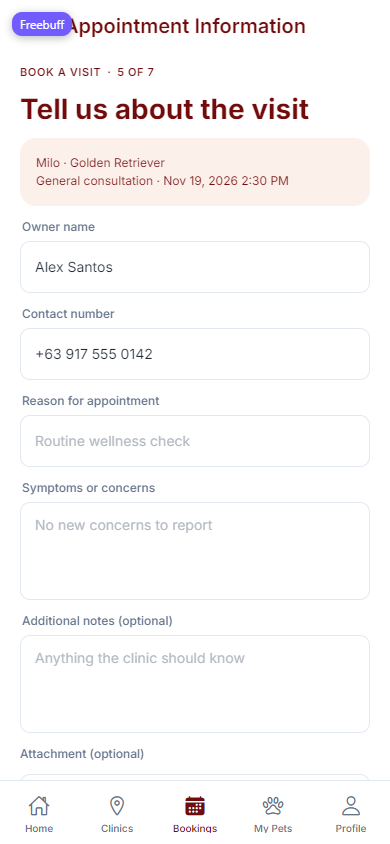 Freebuff
Appointment Information
BOOK A VISIT · 5 OF 7
Tell us about the visit
Milo · Golden Retriever
General consultation · Nov 19, 2026 2:30 PM
Owner name
Alex Santos
Contact number
+63 917 555 0142
Reason for appointment
Routine wellness check
Symptoms or concerns
No new concerns to report
Additional notes (optional)
Anything the clinic should know
Attachment (optional)
Home Clinics Bookings My Pets Profile